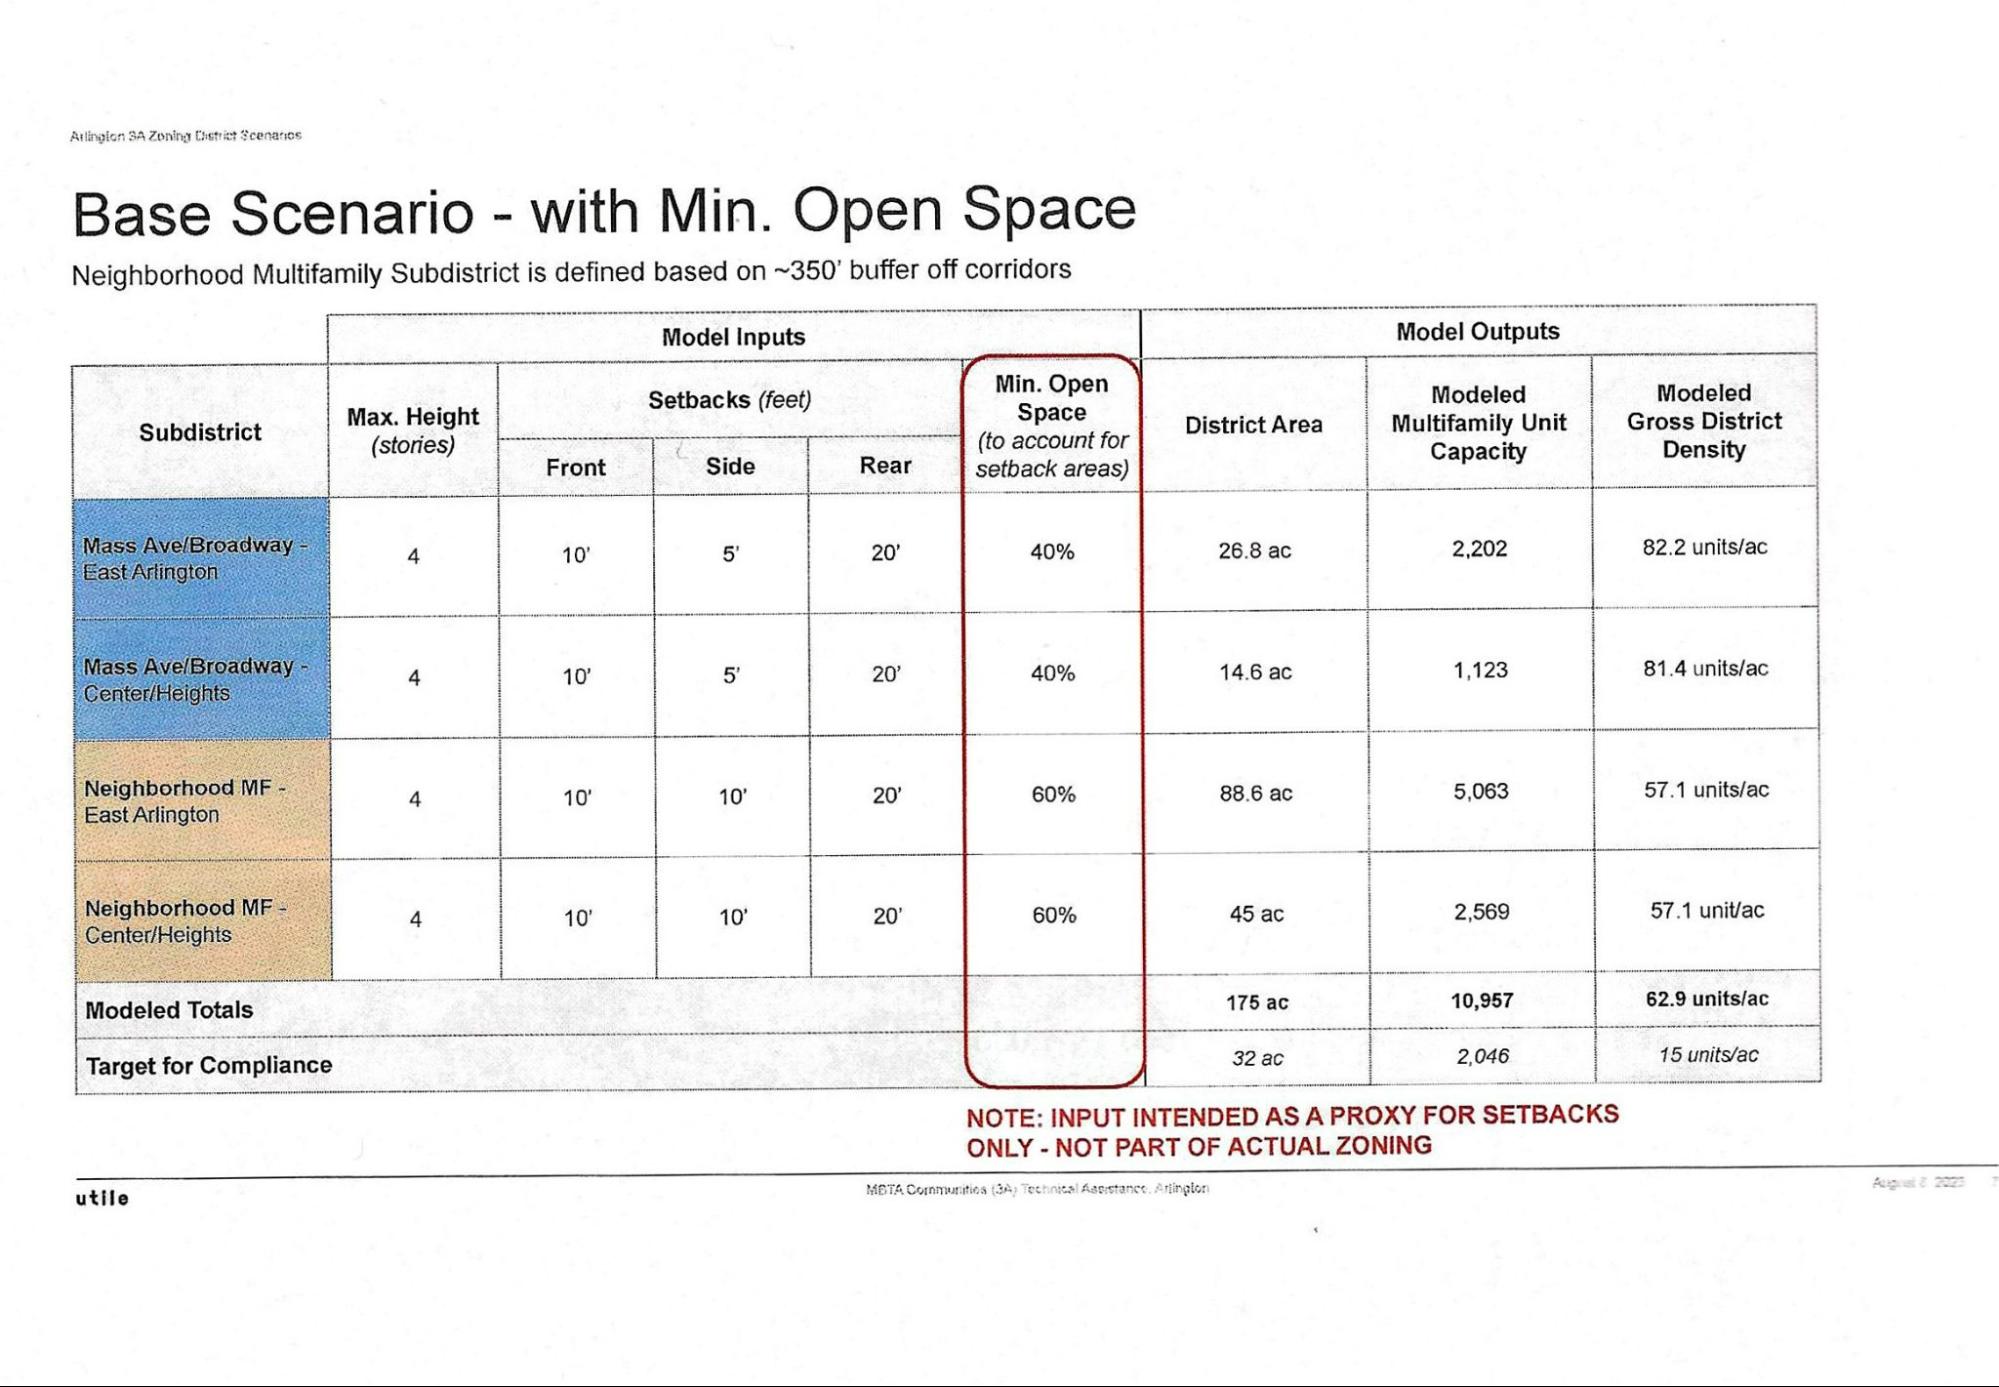 Arlington 3A Zoning District Scenarios
Base Scenario - with Min. Open Space
Neighborhood Multifamily Subdistrict is defined based on ~350' buffer off corridors
Model Inputs
Model Outputs
Subdistrict
Max. Height
(stories)
Setbacks (feet)
Front
Side
Rear
Min. Open
Space
(to account for
setback areas)
District Area
Modeled
Multifamily Unit
Capacity
Modeled
Gross District
Density
Mass Ave/Broadway -
East Arlington
4
10'
5'
20'
40%
26.8 ac
2,202
82.2 units/ac
Mass Ave/Broadway -
Center/Heights
4
10'
5'
20'
40%
14.6 ac
1,123
81.4 units/ac
Neighborhood MF -
East Arlington
4
10'
10'
20'
60%
88.6 ac
5,063
57.1 units/ac
Neighborhood MF -
Center/Heights
4
10'
10'
20'
60%
45 ac
2,569
57.1 unit/ac
Modeled Totals
175 ac
10,957
62.9 units/ac
Target for Compliance
32 ac
2,046
15 units/ac
NOTE: INPUT INTENDED AS A PROXY FOR SETBACKS
ONLY - NOT PART OF ACTUAL ZONING
utile
MBTA Communities (3A) Technical Assistance, Arlington
August 2023